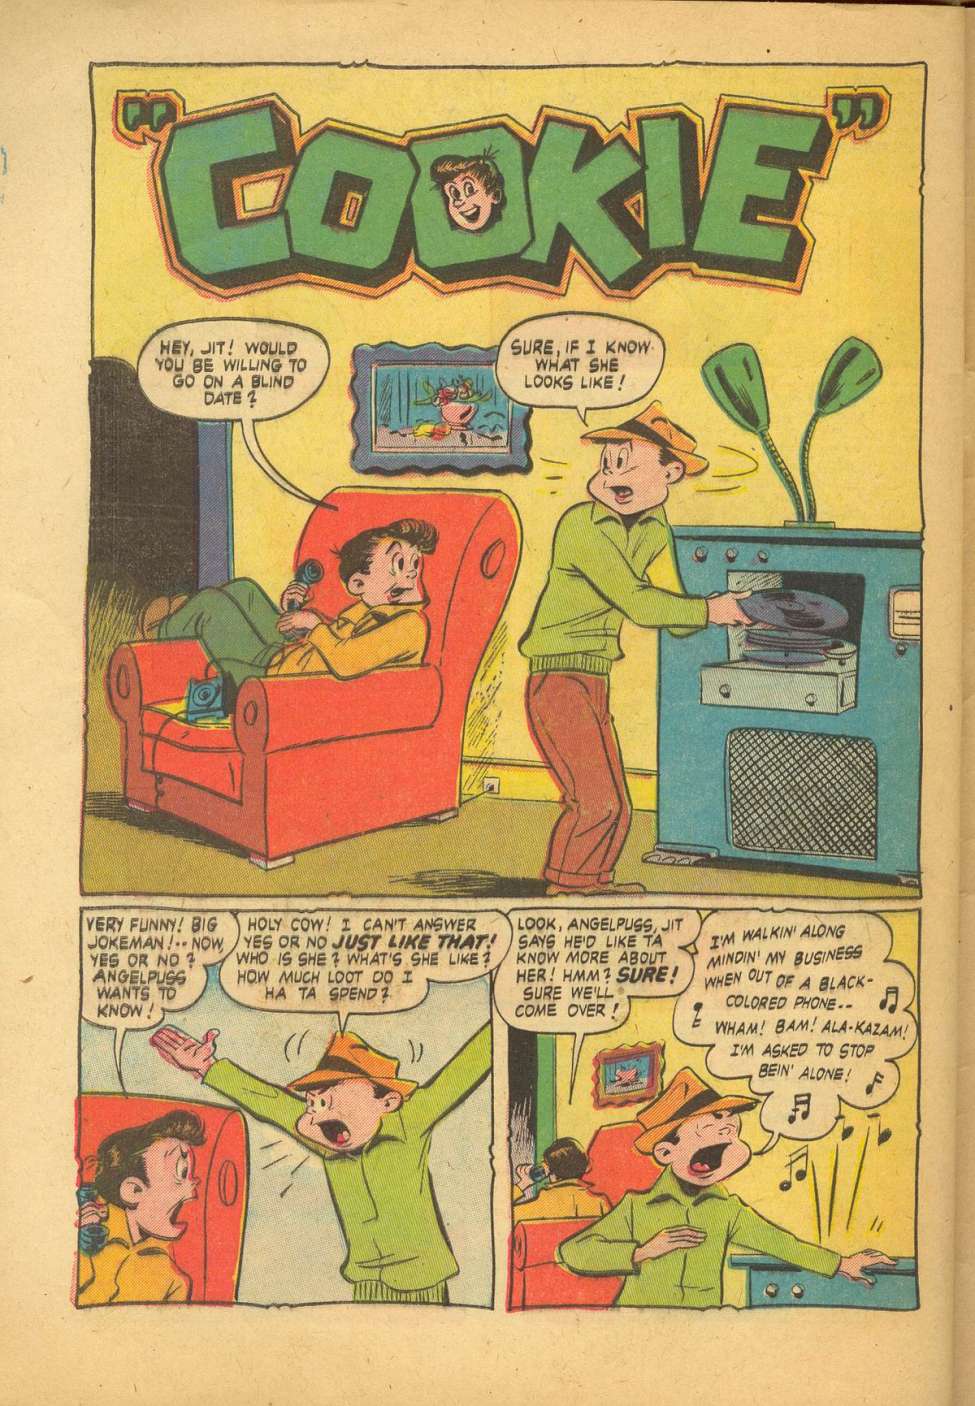 "COOKIE"
HEY, JIT! WOULD
YOU BE WILLING TO
GO ON A BLIND
DATE?
SURE, IF I KNOW
WHAT SHE
LOOKS LIKE!
VERY FUNNY! BIG
JOKEMAN!--NOW,
YES OR NO?
ANGELPUSS
WANTS TO
KNOW!
HOLY COW! I CAN'T ANSWER
YES OR NO JUST LIKE THAT!
WHO IS SHE? WHAT'S SHE LIKE?
HOW MUCH LOOT DO I
HA TA SPEND?
LOOK, ANGELPUSS, JIT
SAYS HE'D LIKE TA
KNOW MORE ABOUT
HER! HMM? SURE!
SURE WE'LL
COME OVER!
I'M WALKIN' ALONG
MINDIN' MY BUSINESS
WHEN OUT OF A BLACK-
COLORED PHONE--
WHAM! BAM! ALA-KAZAM!
I'M ASKED TO STOP
BEIN' ALONE!